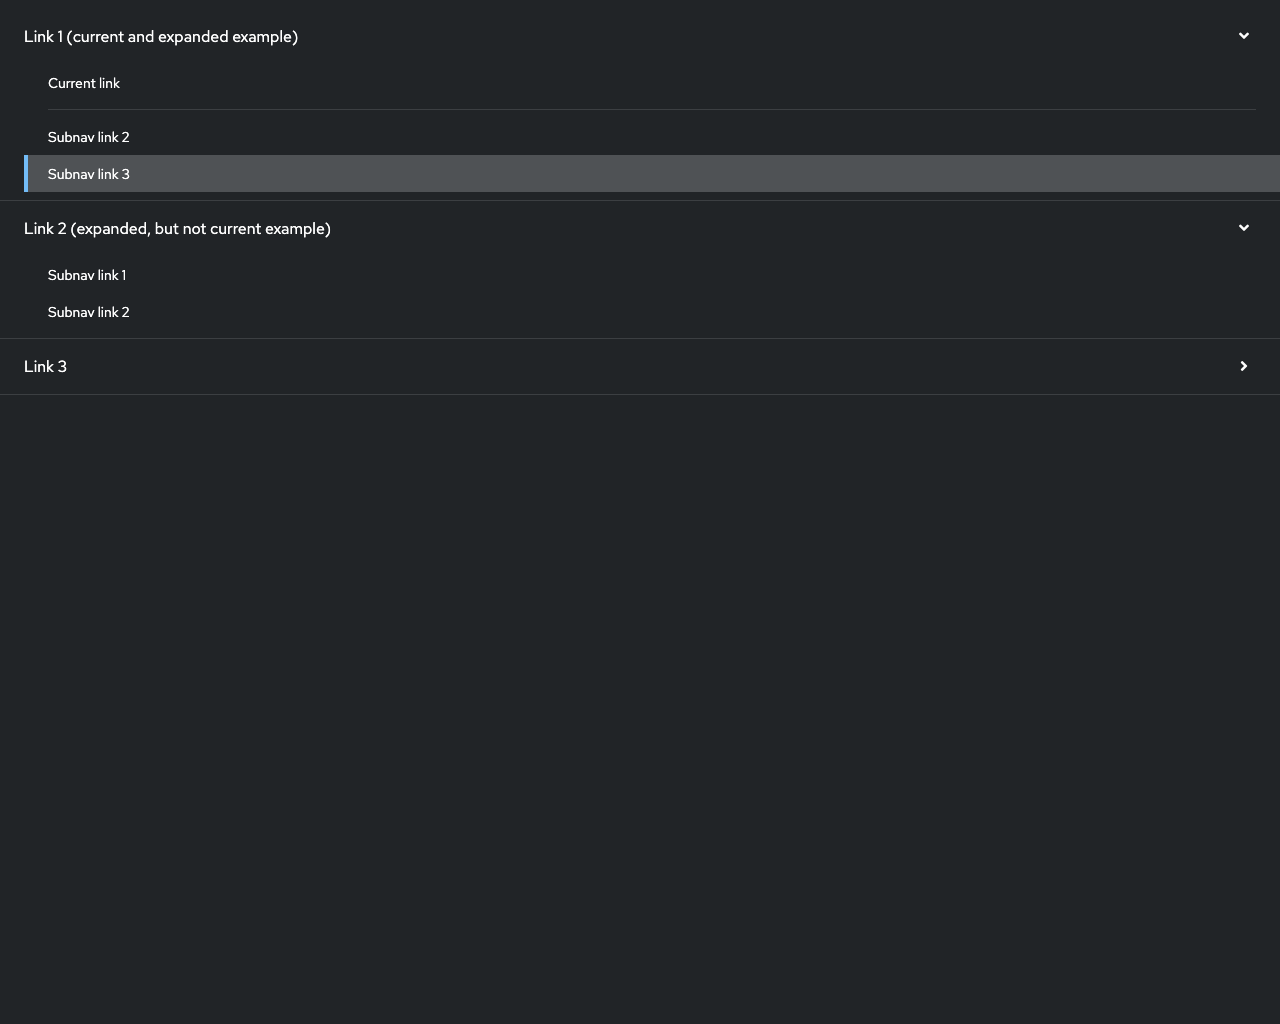 Link 1 (current and expanded example)
Current link
Subnav link 2
Subnav link 3
Link 2 (expanded, but not current example)
Subnav link 1
Subnav link 2
Link 3